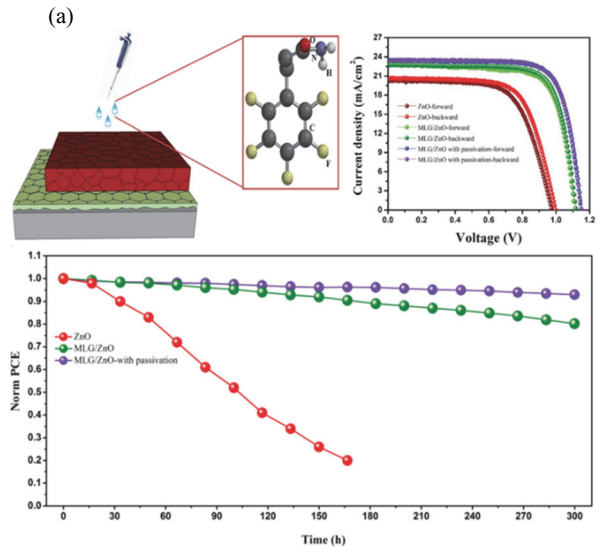 (a)
O
N
H
C
F
Current density (mA/cm²)
27
24
21
18
15
12
9
6
3
0
ZnO-forward
ZnO-backward
MLG/ZnO-forward
MLG/ZnO-backward
MLG/ZnO with passivation-forward
MLG/ZnO with passivation-backward
0.0 0.2 0.4 0.6 0.8 1.0 1.2
Voltage (V)
Norm PCE
1.1
1.0
0.9
0.8
0.7
0.6
0.5
0.4
0.3
0.2
0.1
0.0
ZnO
MLG/ZnO
MLG/ZnO-with passivation
0 30 60 90 120 150 180 210 240 270 300
Time (h)